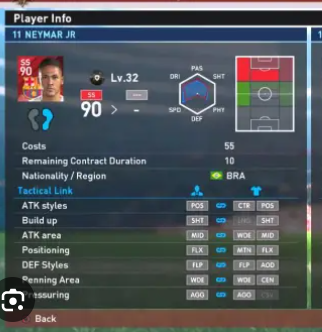 Player Info
11 NEYMAR JR
SS
90
Lv.32
SS
90 > -
PAS
DRI SHT
SPD PHY
DEF
Costs 55
Remaining Contract Duration 10
Nationality / Region BRA
Tactical Link
ATK styles POS CTR POS
Build up SHT SHT
ATK area MID WDE MID
Positioning FLX MTN FLX
DEF Styles FLP FLP AOD
Penning Area WDE WDE CEN
Pressuring AGG AGG
Back